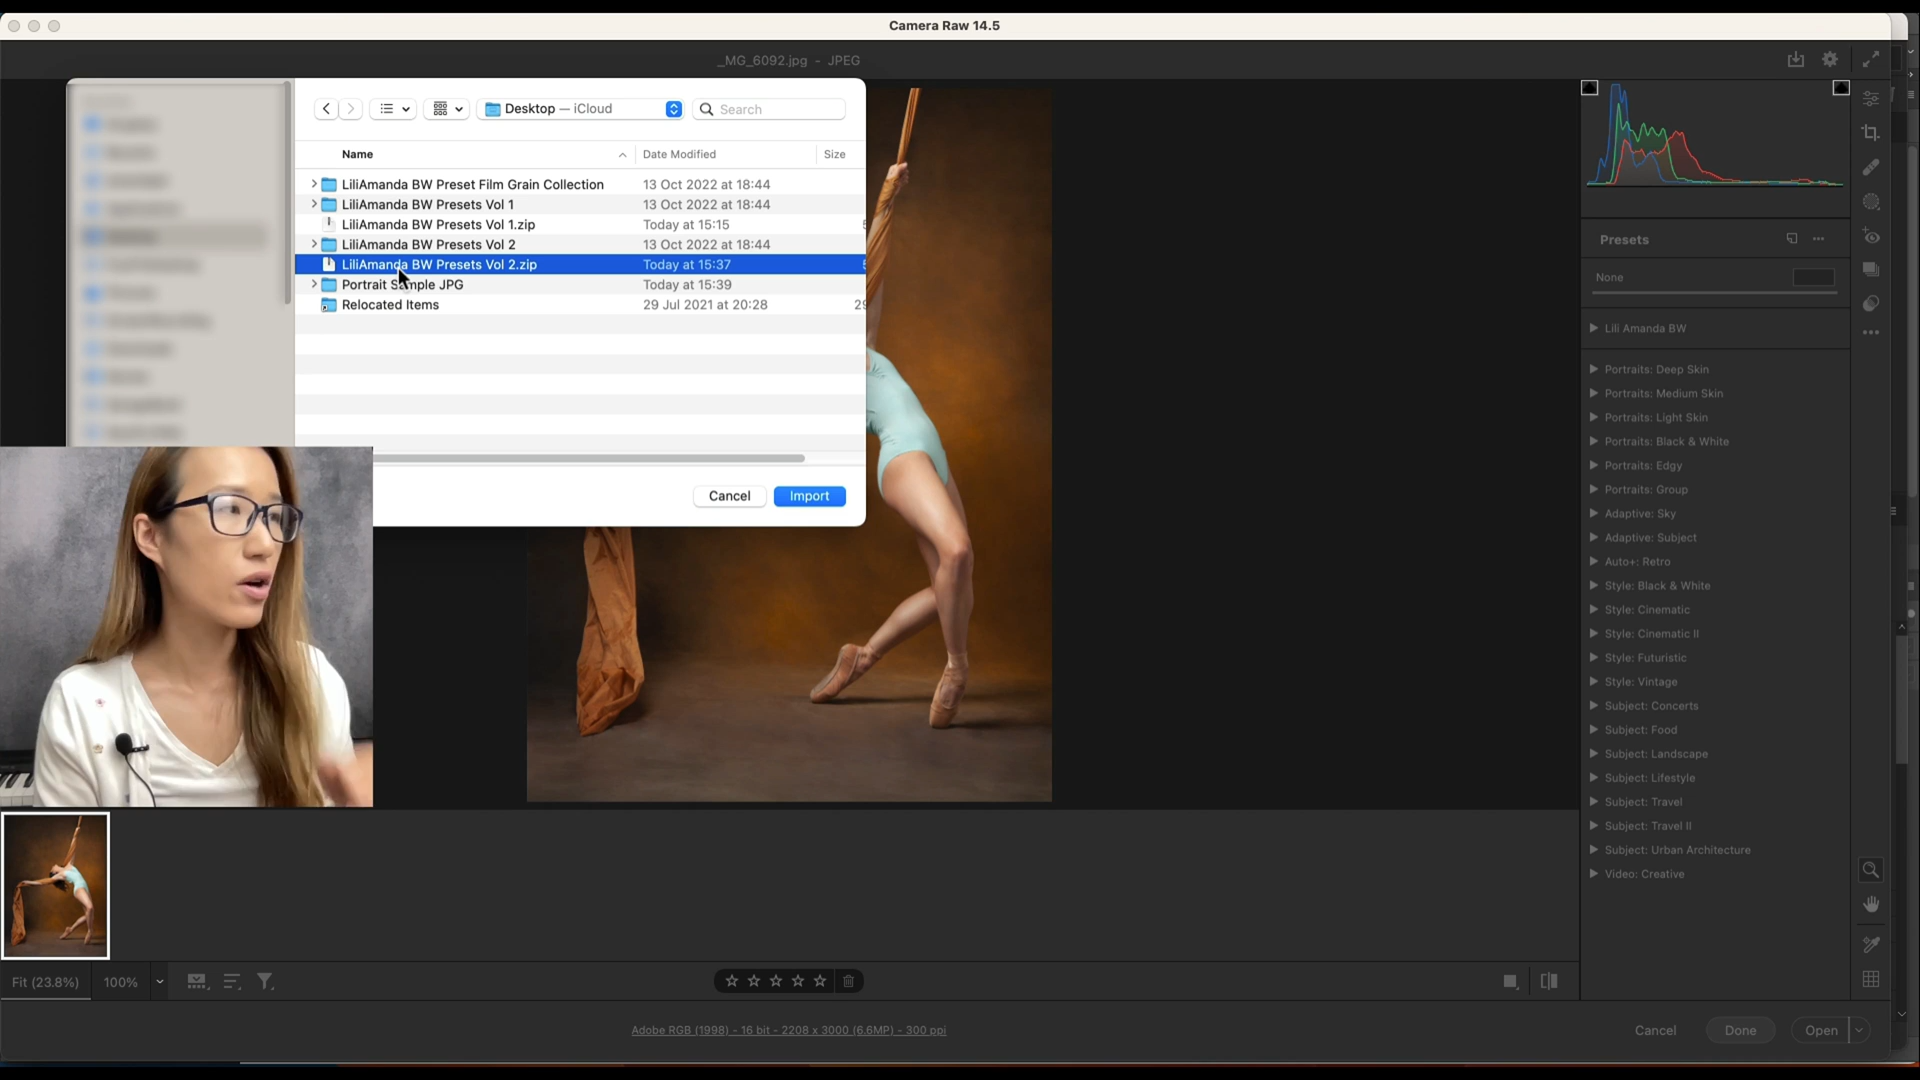 Camera Raw 14.5
_MG_6092.jpg - JPEG
Desktop — iCloud
Search
Name
Date Modified
Size
LiliAmanda BW Preset Film Grain Collection
13 Oct 2022 at 18:44
LiliAmanda BW Presets Vol 1
13 Oct 2022 at 18:44
LiliAmanda BW Presets Vol 1.zip
Today at 15:15
LiliAmanda BW Presets Vol 2
13 Oct 2022 at 18:44
LiliAmanda BW Presets Vol 2.zip
Today at 15:37
Portrait Sample JPG
Today at 15:39
Relocated Items
29 Jul 2021 at 20:28
29
Cancel
Import
Presets
None
Lili Amanda BW
Portraits: Deep Skin
Portraits: Medium Skin
Portraits: Light Skin
Portraits: Black & White
Portraits: Edgy
Portraits: Group
Adaptive: Sky
Adaptive: Subject
Auto+: Retro
Style: Black & White
Style: Cinematic
Style: Cinematic II
Style: Futuristic
Style: Vintage
Subject: Concerts
Subject: Food
Subject: Landscape
Subject: Lifestyle
Subject: Travel
Subject: Travel II
Subject: Urban Architecture
Video: Creative
Fit (23.8%)
100%
Adobe RGB (1998) - 16 bit - 2208 x 3000 (6.6MP) - 300 ppi
Cancel
Done
Open